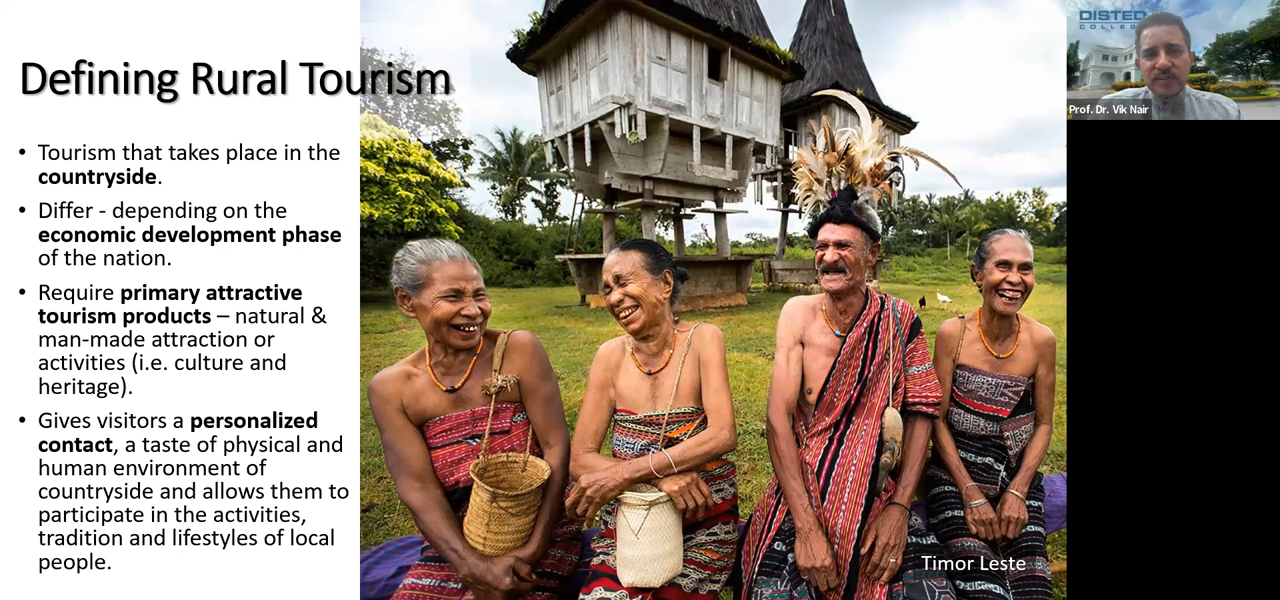 Defining Rural Tourism
• Tourism that takes place in the
countryside.
• Differ - depending on the
economic development phase
of the nation.
• Require primary attractive
tourism products – natural &
man-made attraction or
activities (i.e. culture and
heritage).
• Gives visitors a personalized
contact, a taste of physical and
human environment of
countryside and allows them to
participate in the activities,
tradition and lifestyles of local
people.
Timor Leste
DISTED
COLLEGE
Prof. Dr. Vik Nair